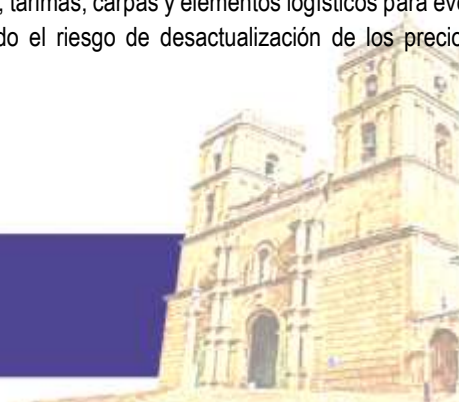 , tarimas, carpas y elementos logísticos para eve
do el riesgo de desactualización de los precio